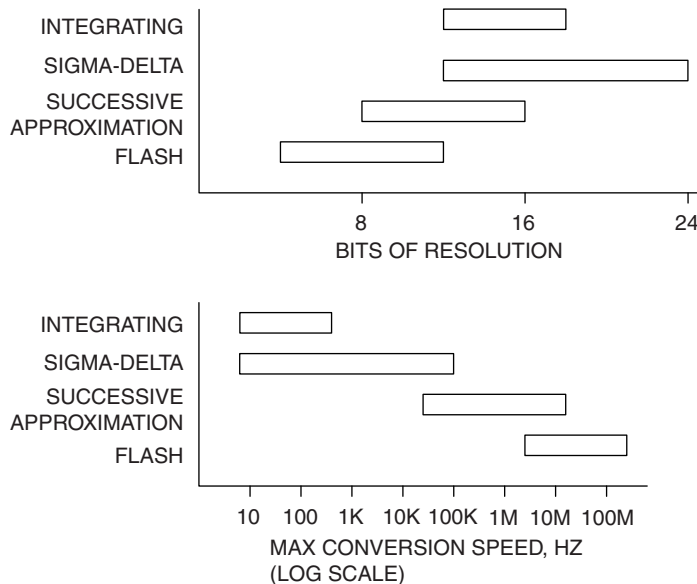 INTEGRATING
SIGMA-DELTA
SUCCESSIVE
APPROXIMATION
FLASH
8 16 24
BITS OF RESOLUTION
INTEGRATING
SIGMA-DELTA
SUCCESSIVE
APPROXIMATION
FLASH
10 100 1K 10K 100K 1M 10M 100M
MAX CONVERSION SPEED, HZ
(LOG SCALE)